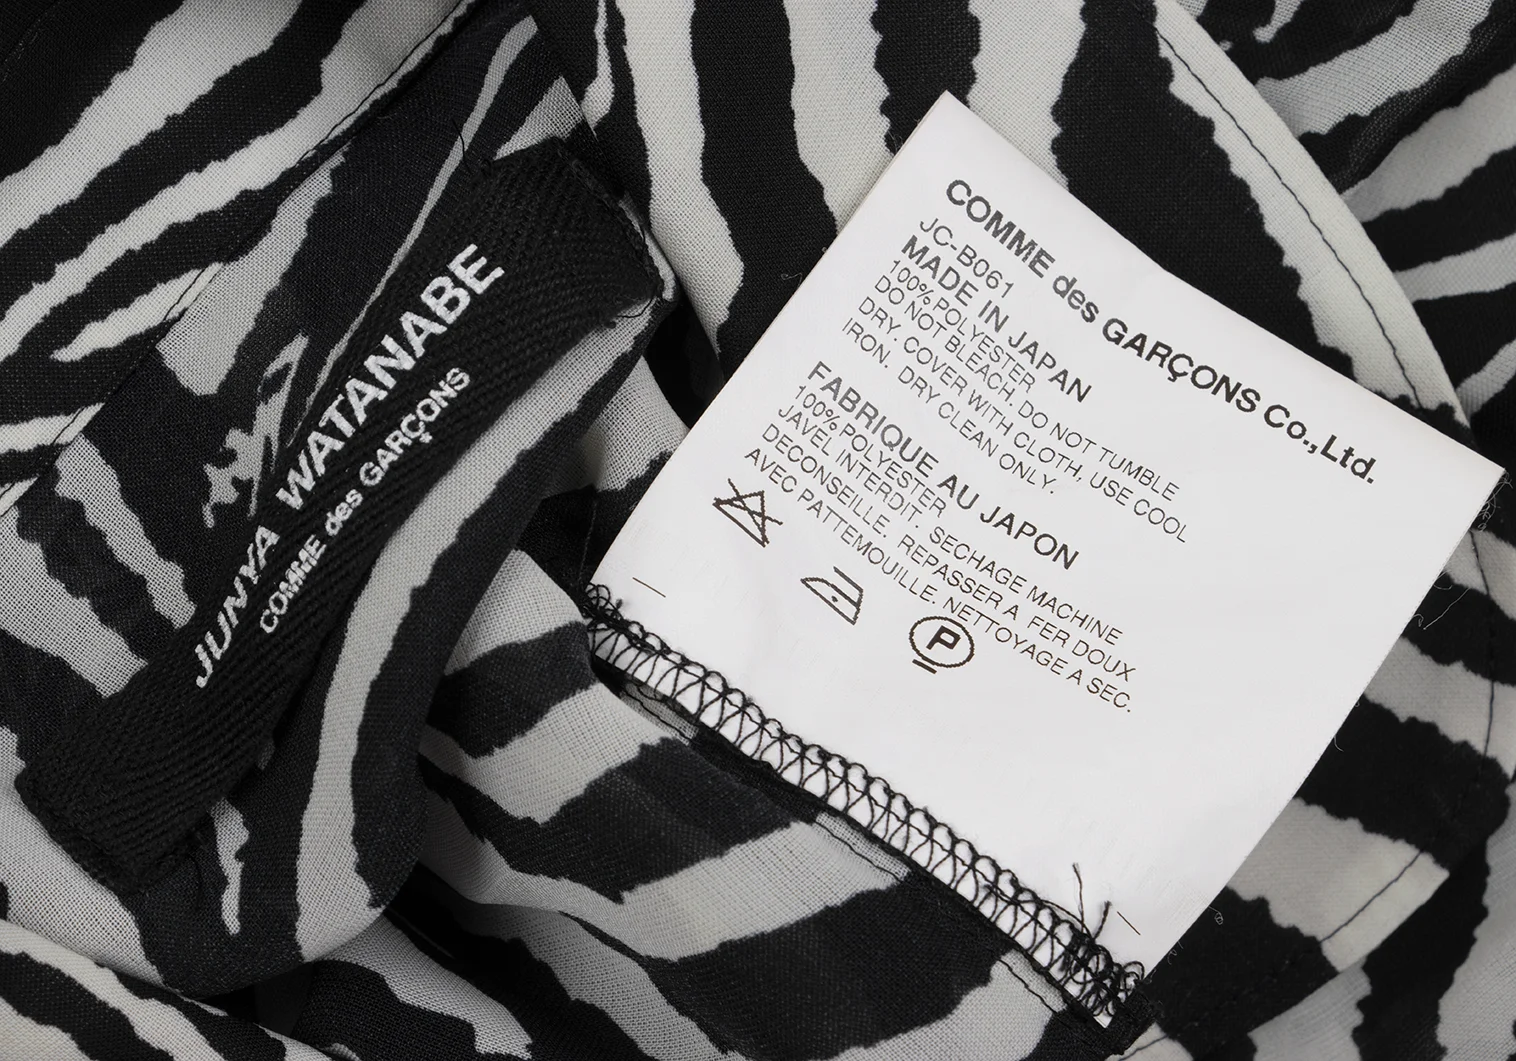 JUNYA WATANABE
COMME des GARÇONS
COMME des GARÇONS Co.,Ltd.
JC-B061
MADE IN JAPAN
100% POLYESTER
DO NOT BLEACH, DO NOT TUMBLE
DRY. COVER WITH CLOTH, USE COOL
IRON. DRY CLEAN ONLY.
FABRIQUE AU JAPON
100% POLYESTER
JAVEL INTERDIT. SECHAGE MACHINE
DECONSEILLE. REPASSER A FER DOUX
AVEC PATTEMOUILLE. NETTOYAGE A SEC.
P